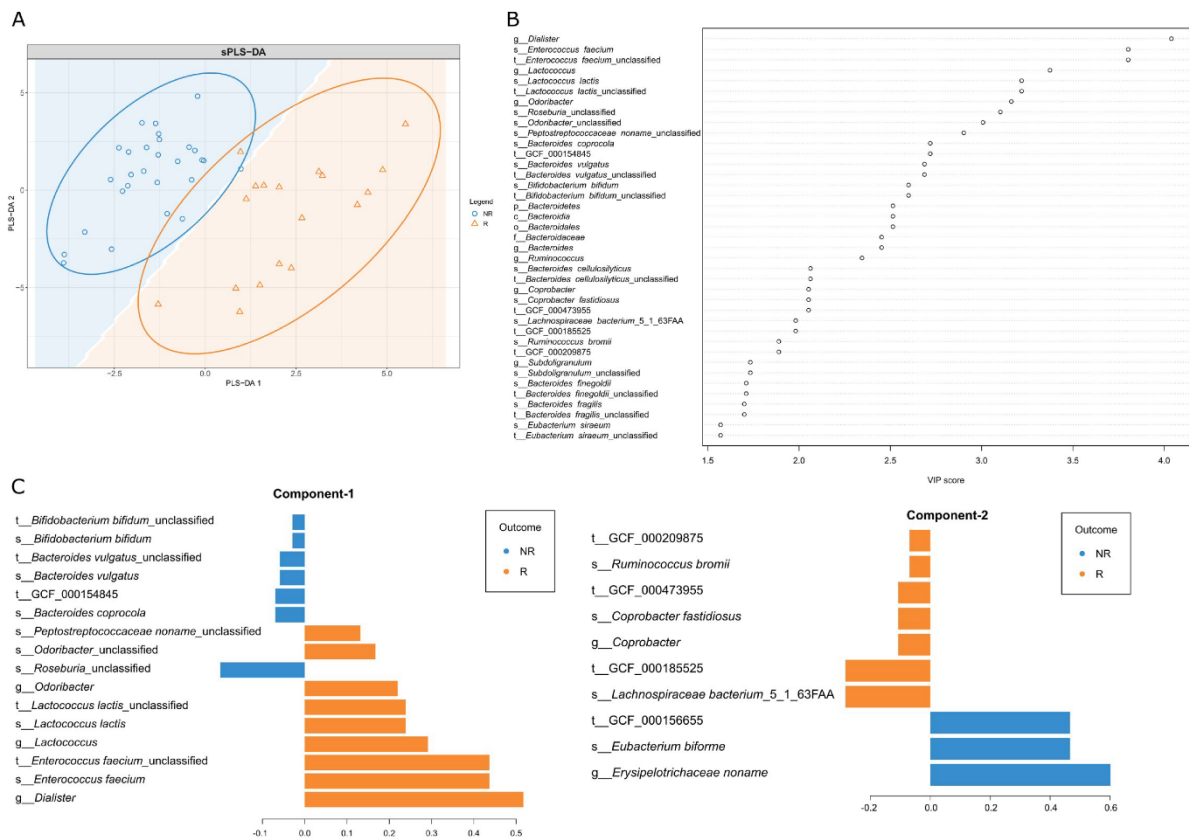 A
sPLS-DA
5
0
-5
PLS-DA 2
-2.5
0.0
2.5
5.0
PLS-DA 1
Legend
NR
R
B
g__Dialister
s__Enterococcus faecium
t__Enterococcus faecium_unclassified
g__Lactococcus
s__Lactococcus lactis
t__Lactococcus lactis_unclassified
g__Odoribacter
s__Roseburia_unclassified
s__Odoribacter_unclassified
s__Peptostreptococcaceae noname_unclassified
s__Bacteroides coprocola
t__GCF_000154845
s__Bacteroides vulgatus
t__Bacteroides vulgatus_unclassified
s__Bifidobacterium bifidum
t__Bifidobacterium bifidum_unclassified
p__Bacteroidetes
c__Bacteroidia
o__Bacteroidales
f__Bacteroidaceae
g__Bacteroides
g__Ruminococcus
s__Bacteroides cellulosilyticus
t__Bacteroides cellulosilyticus_unclassified
g__Coprobacter
s__Coprobacter fastidiosus
t__GCF_000473955
s__Lachnospiraceae bacterium_5_1_63FAA
t__GCF_000185525
s__Ruminococcus bromii
t__GCF_000209875
g__Subdoligranulum
s__Subdoligranulum_unclassified
s__Bacteroides finegoldii
t__Bacteroides finegoldii_unclassified
s__Bacteroides fragilis
t__Bacteroides fragilis_unclassified
s__Eubacterium siraeum
t__Eubacterium siraeum_unclassified
1.5
2.0
2.5
3.0
3.5
4.0
VIP score
C
Component-1
t__Bifidobacterium bifidum_unclassified
s__Bifidobacterium bifidum
t__Bacteroides vulgatus_unclassified
s__Bacteroides vulgatus
t__GCF_000154845
s__Bacteroides coprocola
s__Peptostreptococcaceae noname_unclassified
s__Odoribacter_unclassified
s__Roseburia_unclassified
g__Odoribacter
t__Lactococcus lactis_unclassified
s__Lactococcus lactis
g__Lactococcus
t__Enterococcus faecium_unclassified
s__Enterococcus faecium
g__Dialister
-0.1
0.0
0.1
0.2
0.3
0.4
0.5
Outcome
NR
R
Component-2
t__GCF_000209875
s__Ruminococcus bromii
t__GCF_000473955
s__Coprobacter fastidiosus
g__Coprobacter
t__GCF_000185525
s__Lachnospiraceae bacterium_5_1_63FAA
t__GCF_000156655
s__Eubacterium biforme
g__Erysipelotrichaceae noname
-0.2
0.0
0.2
0.4
0.6
Outcome
NR
R